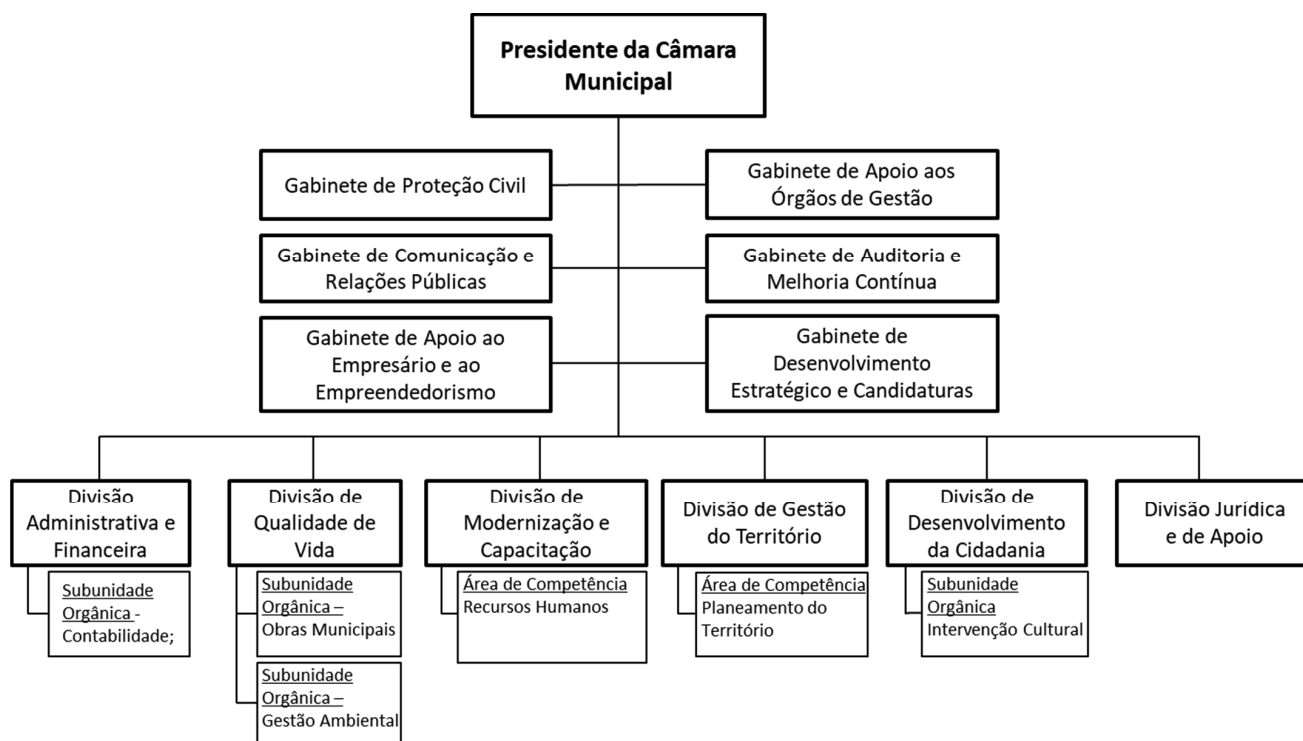 Presidente da Câmara
Municipal
Gabinete de Proteção Civil
Gabinete de Apoio aos
Órgãos de Gestão
Gabinete de Comunicação e
Relações Públicas
Gabinete de Auditoria e
Melhoria Contínua
Gabinete de Apoio ao
Empresário e ao
Empreendedorismo
Gabinete de
Desenvolvimento
Estratégico e Candidaturas
Divisão
Administrativa e
Financeira
Divisão de
Qualidade de
Vida
Divisão de
Modernização e
Capacitação
Divisão de Gestão
do Território
Divisão de
Desenvolvimento
da Cidadania
Divisão Jurídica
e de Apoio
Subunidade
Orgânica -
Contabilidade;
Subunidade
Orgânica –
Obras Municipais
Subunidade
Orgânica –
Gestão Ambiental
Área de Competência
Recursos Humanos
Área de Competência
Planeamento do
Território
Subunidade
Orgânica
Intervenção Cultural